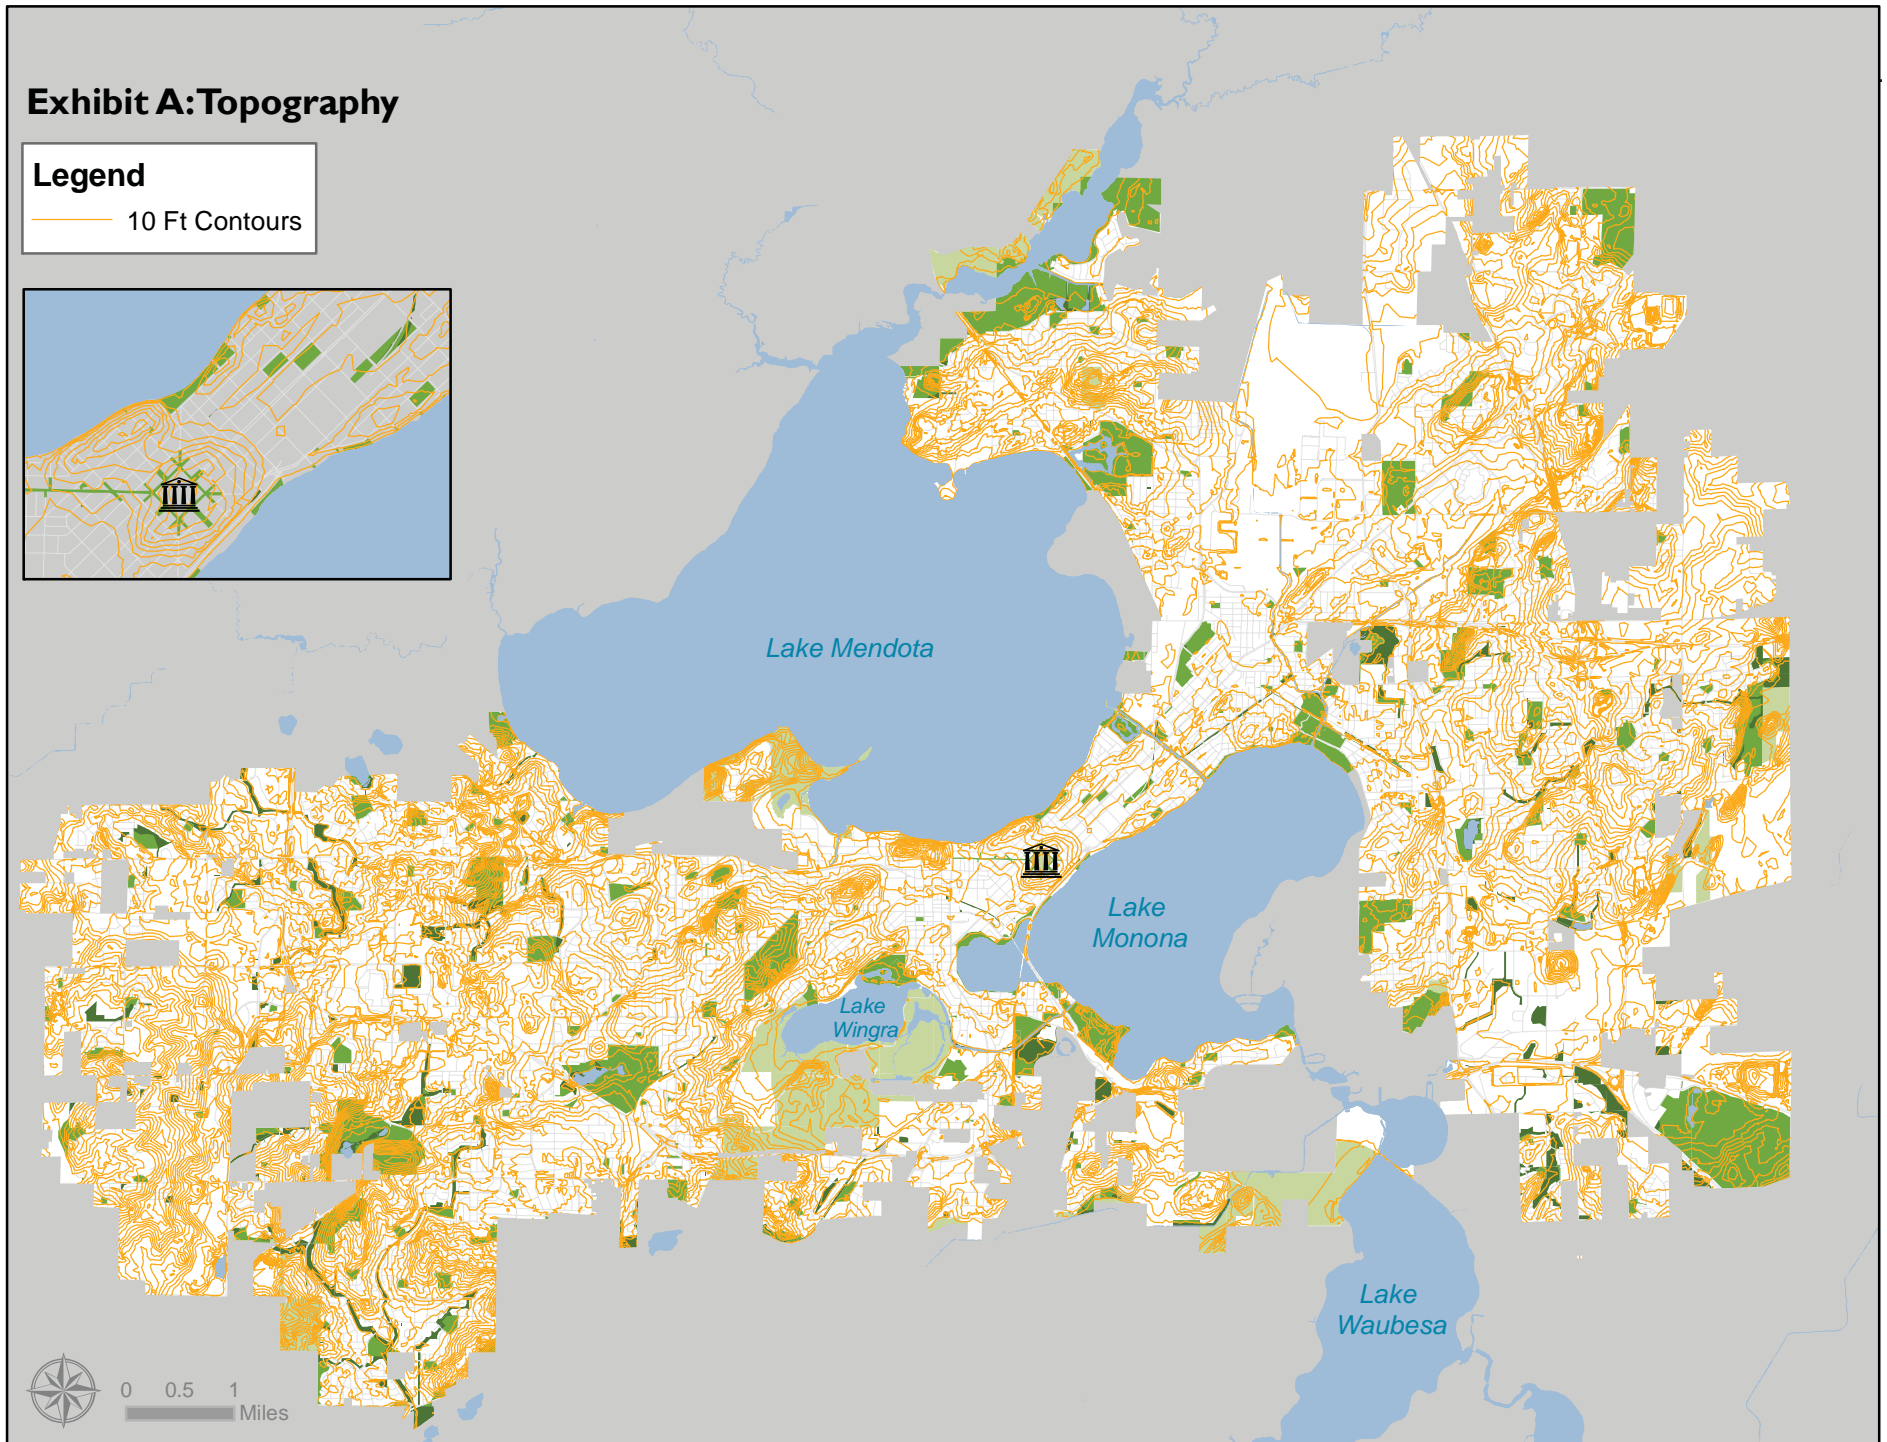 Exhibit A: Topography
Legend
10 Ft Contours
Lake Mendota
Lake
Monona
Lake
Wingra
Lake
Waubesa
0 0.5 1
Miles